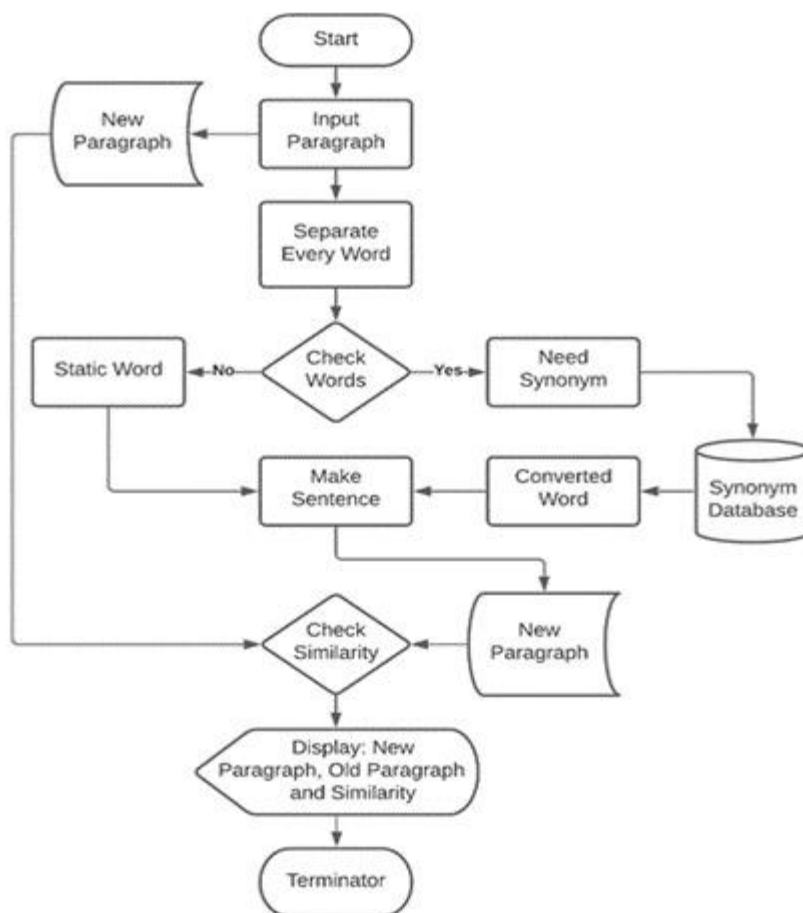 Start
New
Paragraph
Input
Paragraph
Separate
Every Word
Static Word
No
Check
Words
Yes
Need
Synonym
Make
Sentence
Converted
Word
Synonym
Database
Check
Similarity
New
Paragraph
Display: New
Paragraph, Old Paragraph
and Similarity
Terminator